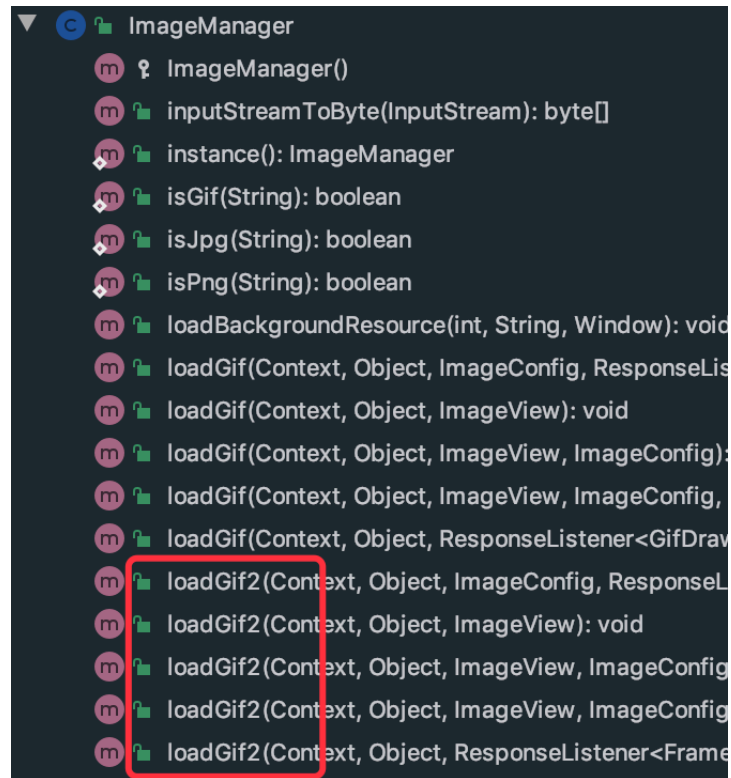 ImageManager
ImageManager()
inputStreamToByte(InputStream): byte[]
instance(): ImageManager
isGif(String): boolean
isJpg(String): boolean
isPng(String): boolean
loadBackgroundResource(int, String, Window): void
loadGif(Context, Object, ImageConfig, ResponseLis
loadGif(Context, Object, ImageView): void
loadGif(Context, Object, ImageView, ImageConfig):
loadGif(Context, Object, ImageView, ImageConfig,
loadGif(Context, Object, ResponseListener<GifDraw
loadGif2(Context, Object, ImageConfig, ResponseL
loadGif2(Context, Object, ImageView): void
loadGif2(Context, Object, ImageView, ImageConfig
loadGif2(Context, Object, ImageView, ImageConfig
loadGif2(Context, Object, ResponseListener<Frame